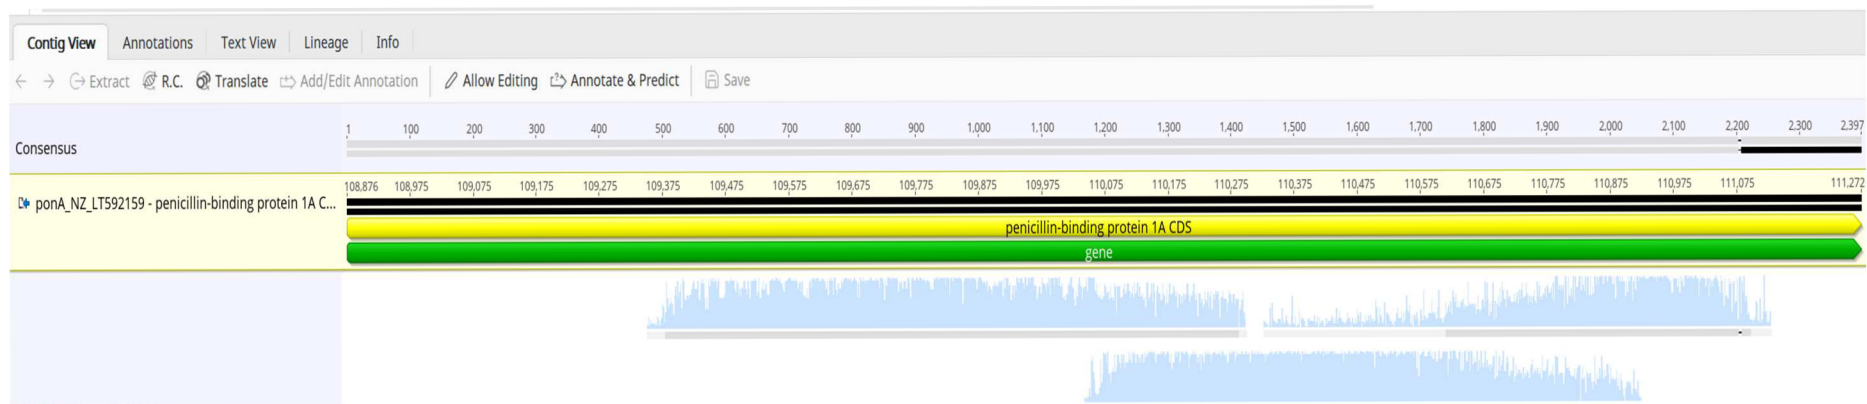 Contig View Annotations Text View Lineage Info
Extract R.C. Translate Add/Edit Annotation Allow Editing Annotate & Predict Save
1 100 200 300 400 500 600 700 800 900 1,000 1,100 1,200 1,300 1,400 1,500 1,600 1,700 1,800 1,900 2,000 2,100 2,200 2,300 2,397
Consensus
108,876 108,975 109,075 109,175 109,275 109,375 109,475 109,575 109,675 109,775 109,875 109,975 110,075 110,175 110,275 110,375 110,475 110,575 110,675 110,775 110,875 110,975 111,075 111,272
ponA_NZ_LT592159 - penicillin-binding protein 1A C...
penicillin-binding protein 1A CDS
gene